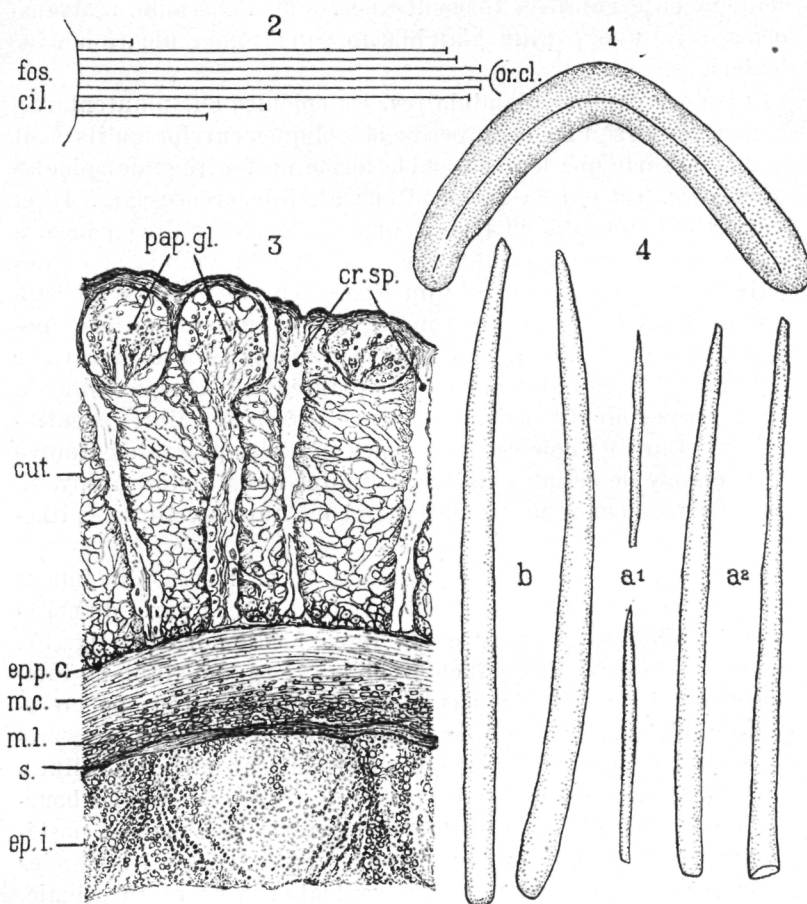 2
1
fos.
cil.
or.cl.
pap.gl.
3
cr.sp.
4
cut.
b
a1
a2
ep.p.c.
m.c.
m.l.
s.
ep.i.